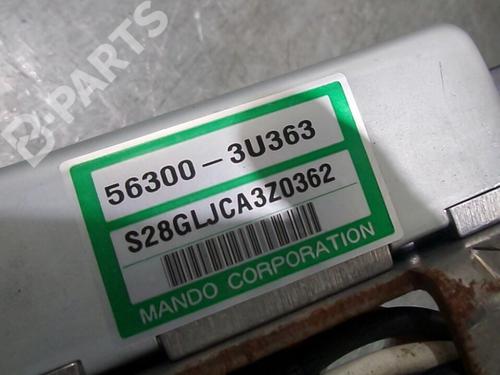 B-PARTS
56300-3U363
S28GLJCA3Z0362
MANDO CORPORATION